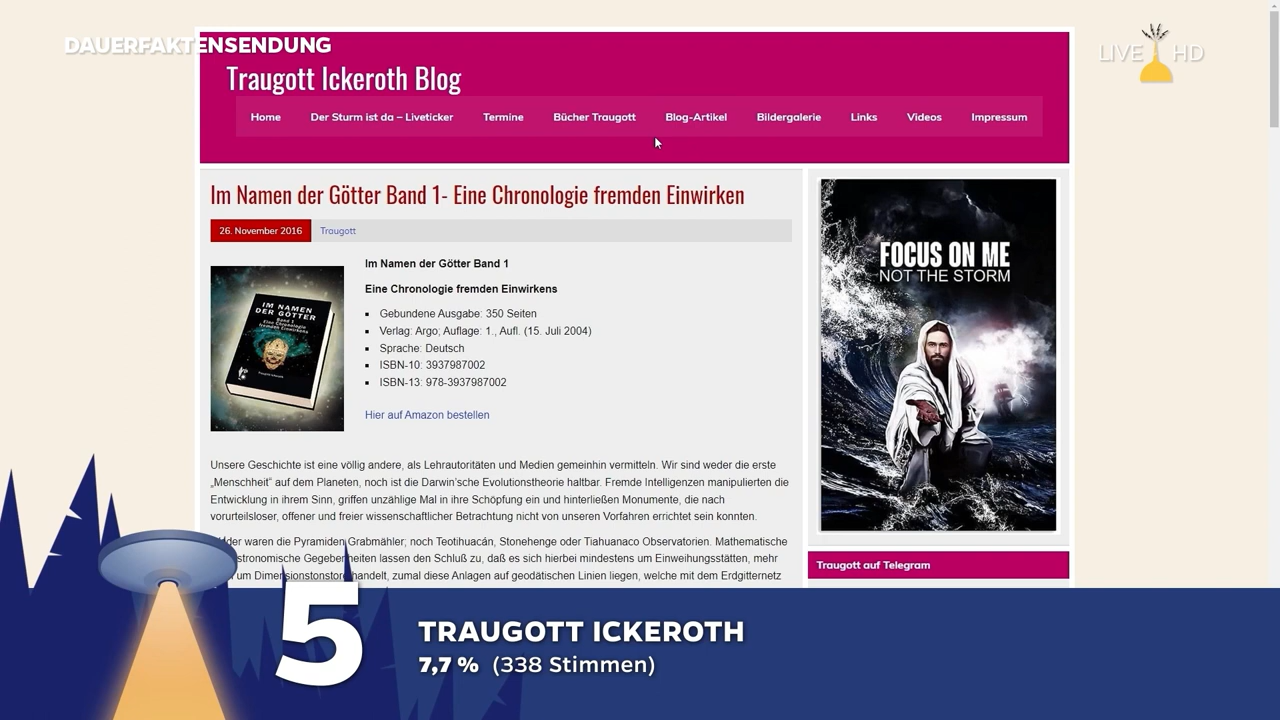 DAUERFAKTENSENDUNG
LIVE HD
Traugott Ickeroth Blog
Home Der Sturm ist da – Liveticker Termine Bücher Traugott Blog-Artikel Bildergalerie Links Videos Impressum
Im Namen der Götter Band 1- Eine Chronologie fremden Einwirken
26. November 2016 Traugott
IM NAMEN
DER GÖTTER
Band 1
Eine Chronologie
fremden Einwirkens
Im Namen der Götter Band 1
Eine Chronologie fremden Einwirkens
Gebundene Ausgabe: 350 Seiten
Verlag: Argo; Auflage: 1., Aufl. (15. Juli 2004)
Sprache: Deutsch
ISBN-10: 3937987002
ISBN-13: 978-3937987002
Hier auf Amazon bestellen
Unsere Geschichte ist eine völlig andere, als Lehrautoritäten und Medien gemeinhin vermitteln. Wir sind weder die erste
„Menschheit“ auf dem Planeten, noch ist die Darwin’sche Evolutionstheorie haltbar. Fremde Intelligenzen manipulierten die
Entwicklung in ihrem Sinn, griffen unzählige Mal in ihre Schöpfung ein und hinterließen Monumente, die nach
vorurteilsloser, offener und freier wissenschaftlicher Betrachtung nicht von unseren Vorfahren errichtet sein konnten.
waren die Pyramiden Grabmähler; noch Teotihuacán, Stonehenge oder Tiahuanaco Observatorien. Mathematische
lassen den Schluß zu, daß es sich hierbei mindestens um Einweihungsstätten, mehr
um Dimensionstonstore handelt, zumal diese Anlagen auf geodätischen Linien liegen, welche mit dem Erdgitternetz
FOCUS ON ME
NOT THE STORM
Traugott auf Telegram
5
TRAUGOTT ICKEROTH
7,7 % (338 Stimmen)